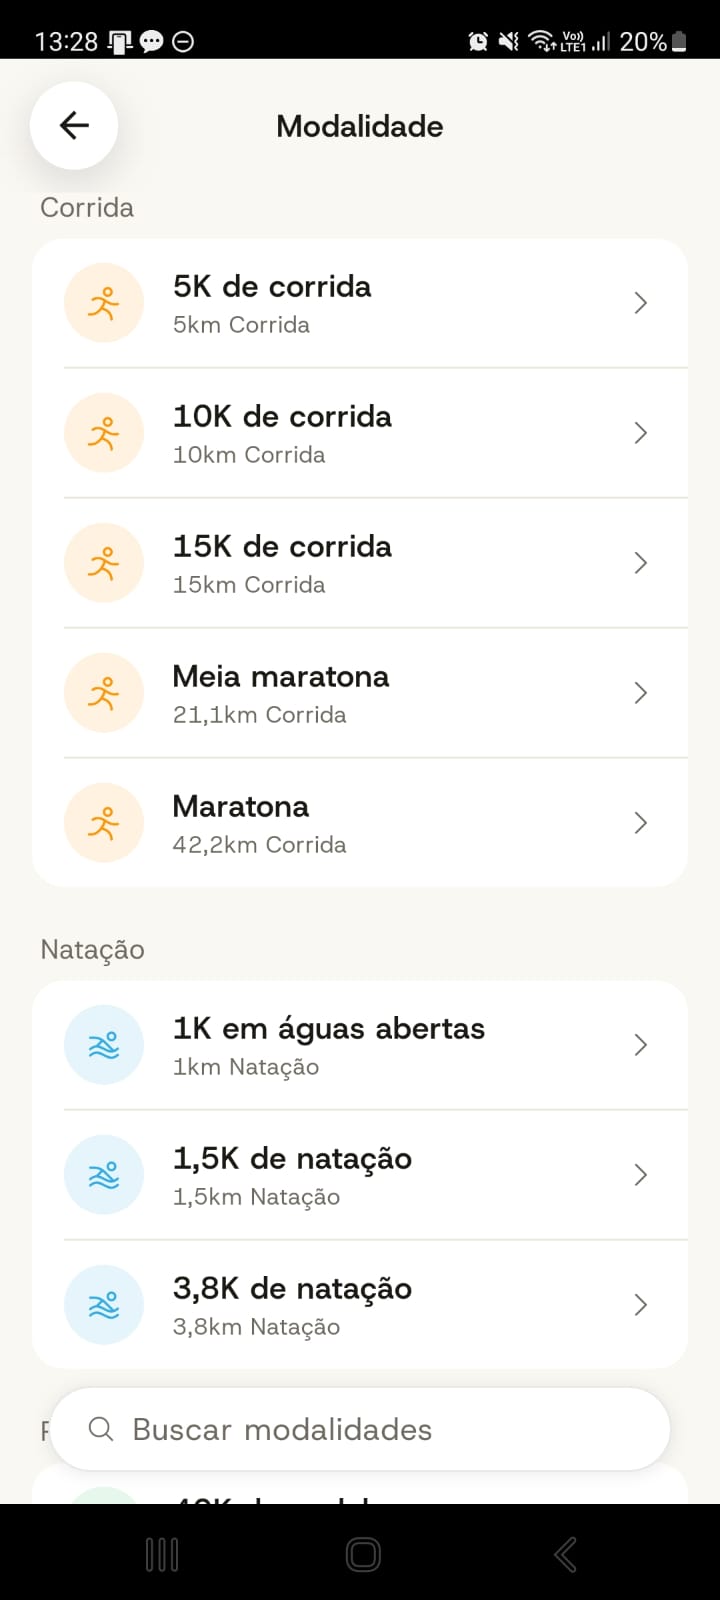 13:28
Vo))
LTE1
20%
Modalidade
Corrida
5K de corrida
5km Corrida
10K de corrida
10km Corrida
15K de corrida
15km Corrida
Meia maratona
21,1km Corrida
Maratona
42,2km Corrida
Natação
1K em águas abertas
1km Natação
1,5K de natação
1,5km Natação
3,8K de natação
3,8km Natação
Buscar modalidades